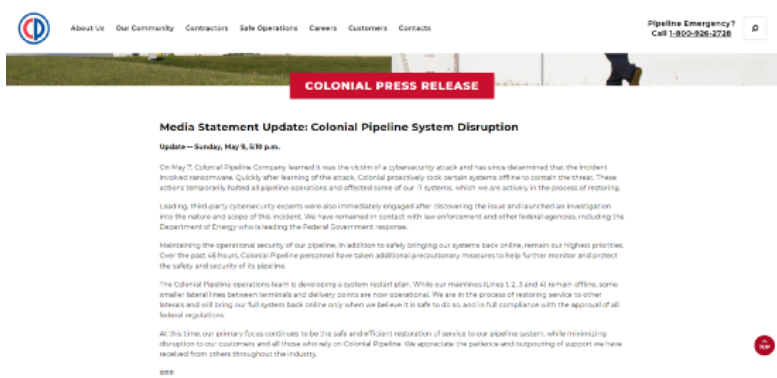 CD
About Us Our Community Contractors Safe Operations Careers Customers Contacts
Pipeline Emergency?
Call 1-800-926-2728
COLONIAL PRESS RELEASE
Media Statement Update: Colonial Pipeline System Disruption
Update — Sunday, May 9, 5:10 p.m.
On May 7, Colonial Pipeline Company learned it was the victim of a cybersecurity attack and has since determined that the incident
involved ransomware. Quickly after learning of the attack, Colonial proactively took certain systems offline to contain the threat. These
actions temporarily halted all pipeline operations and affected some of our IT systems, which we are actively in the process of restoring.
Leading, third-party cybersecurity experts were also immediately engaged after discovering the issue and launched an investigation
into the nature and scope of this incident. We have remained in contact with law enforcement and other federal agencies, including the
Department of Energy who is leading the Federal Government response.
Maintaining the operational security of our pipeline, in addition to safely bringing our systems back online, remain our highest priorities.
Over the past 48 hours, Colonial Pipeline personnel have taken additional precautionary measures to help further monitor and protect
the safety and security of its pipeline.
The Colonial Pipeline operations team is developing a system restart plan. While our mainlines (Lines 1, 2, 3 and 4) remain offline, some
smaller lateral lines between terminals and delivery points are now operational. We are in the process of restoring service to other
laterals and will bring our full system back online only when we believe it is safe to do so, and in full compliance with the approval of all
federal regulations.
At this time, our primary focus continues to be the safe and efficient restoration of service to our pipeline system, while minimizing
disruption to our customers and all those who rely on Colonial Pipeline. We appreciate the patience and outpouring of support we have
received from others throughout the industry.
###
TOP